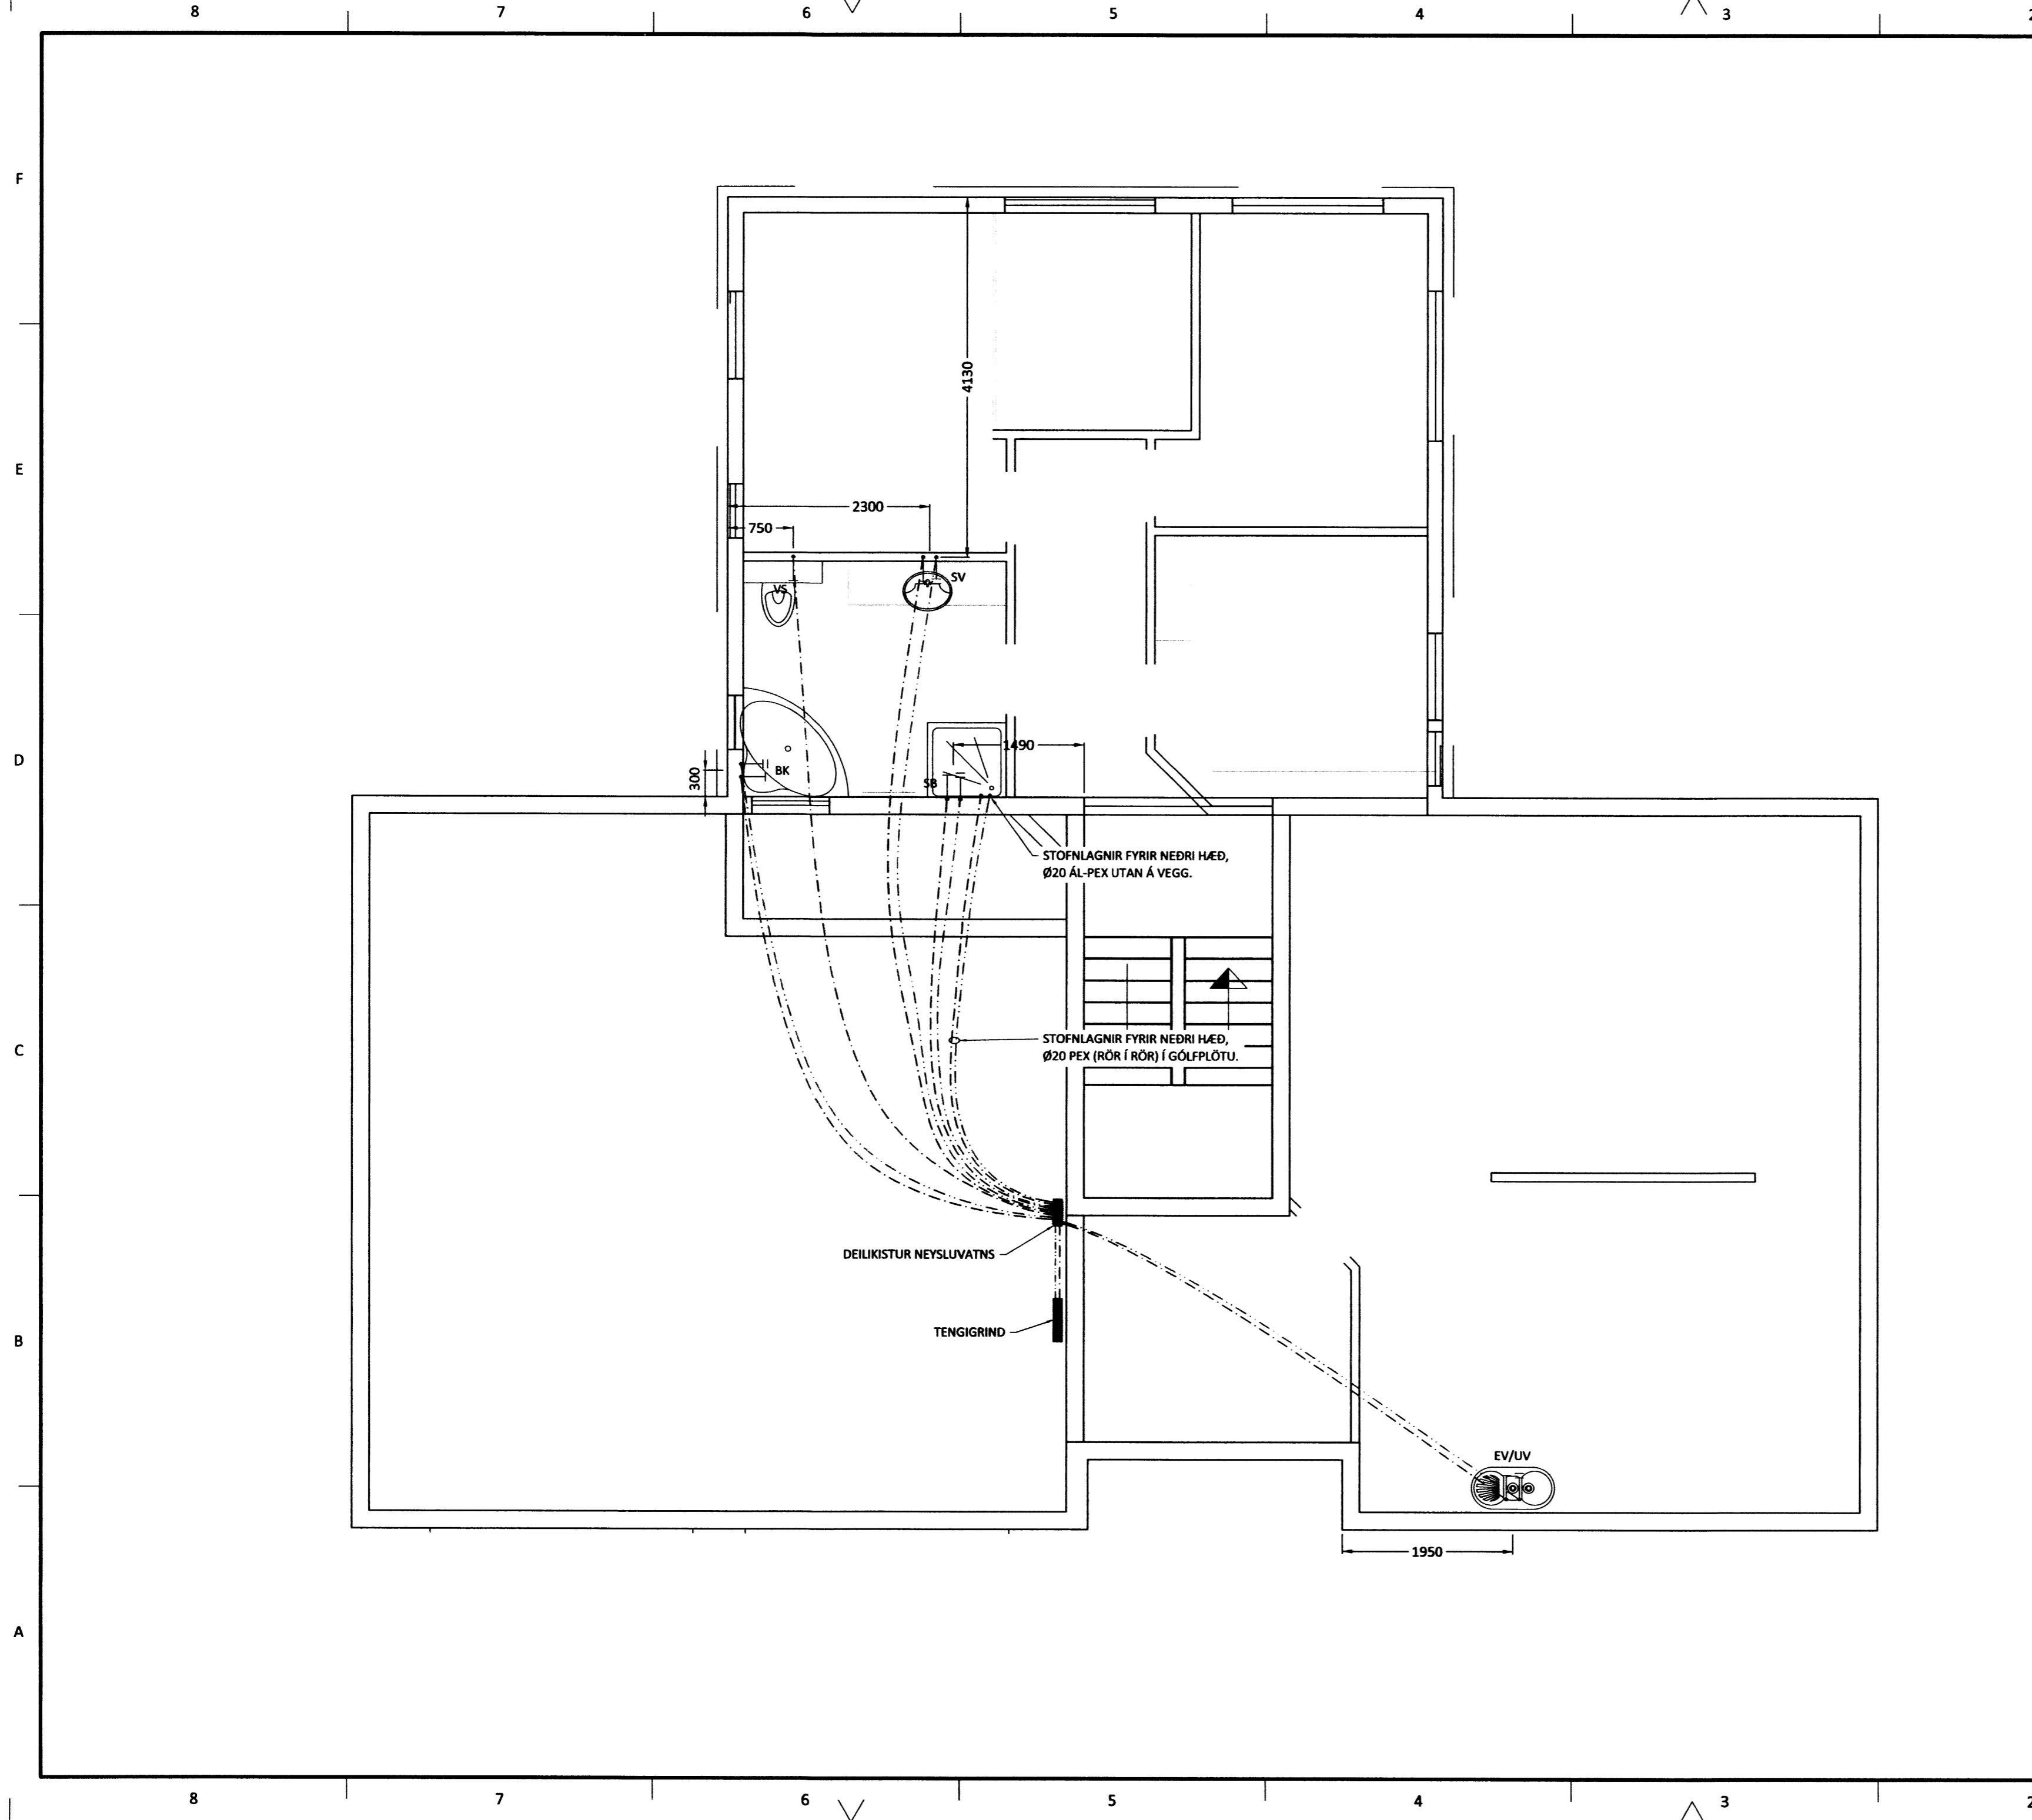 8 7 6 5 4 3 2
F
4130
E
2300
750
SV
VS
D
1490
300
BK
SB
STOFNLAGNIR FYRIR NEÐRI HÆÐ,
Ø20 ÁL-PEX UTAN Á VEGG.
C
STOFNLAGNIR FYRIR NEÐRI HÆÐ,
Ø20 PEX (RÖR Í RÖR) Í GÓLFPLÖTU.
DEILIKISTUR NEYSLUVATNS
B
TENGIGRIND
EV/UV
1950
A
8 7 6 5 4 3 2